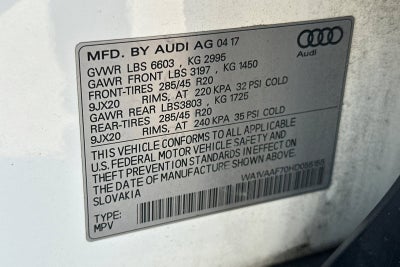 MFD. BY AUDI AG 04 17
GVWR LBS 6603, KG 2995
GAWR FRONT LBS 3197, KG 1450
FRONT-TIRES 285/45 R20
9JX20 RIMS, AT 220 KPA 32 PSI COLD
GAWR REAR LBS3803, KG 1725
REAR-TIRES 285/45 R20
9JX20 RIMS, AT 240 KPA 35 PSI COLD
THIS VEHICLE CONFORMS TO ALL APPLICABLE
U.S. FEDERAL MOTOR VEHICLE SAFETY AND
THEFT PREVENTION STANDARDS IN EFFECT ON
THE DATE OF MANUFACTURE SHOWN ABOVE.
SLOVAKIA
TYPE:
MPV
Audi